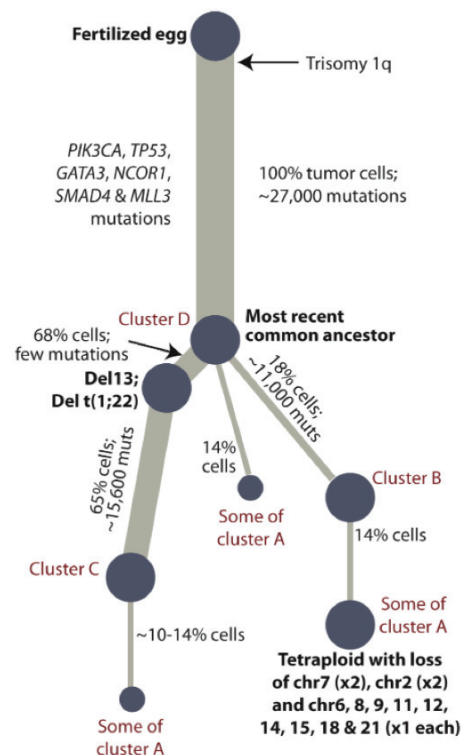 Fertilized egg
Trisomy 1q
PIK3CA, TP53,
GATA3, NCOR1,
SMAD4 & MLL3
mutations
100% tumor cells;
~27,000 mutations
Cluster D
Most recent
common ancestor
68% cells;
few mutations
Del13;
Del t(1;22)
18% cells;
~11,000 muts
14%
cells
65% cells;
~15,600 muts
Some of
cluster A
Cluster B
14% cells
Cluster C
Some of
cluster A
~10-14% cells
Tetraploid with loss
of chr7 (x2), chr2 (x2)
and chr6, 8, 9, 11, 12,
14, 15, 18 & 21 (x1 each)
Some of
cluster A